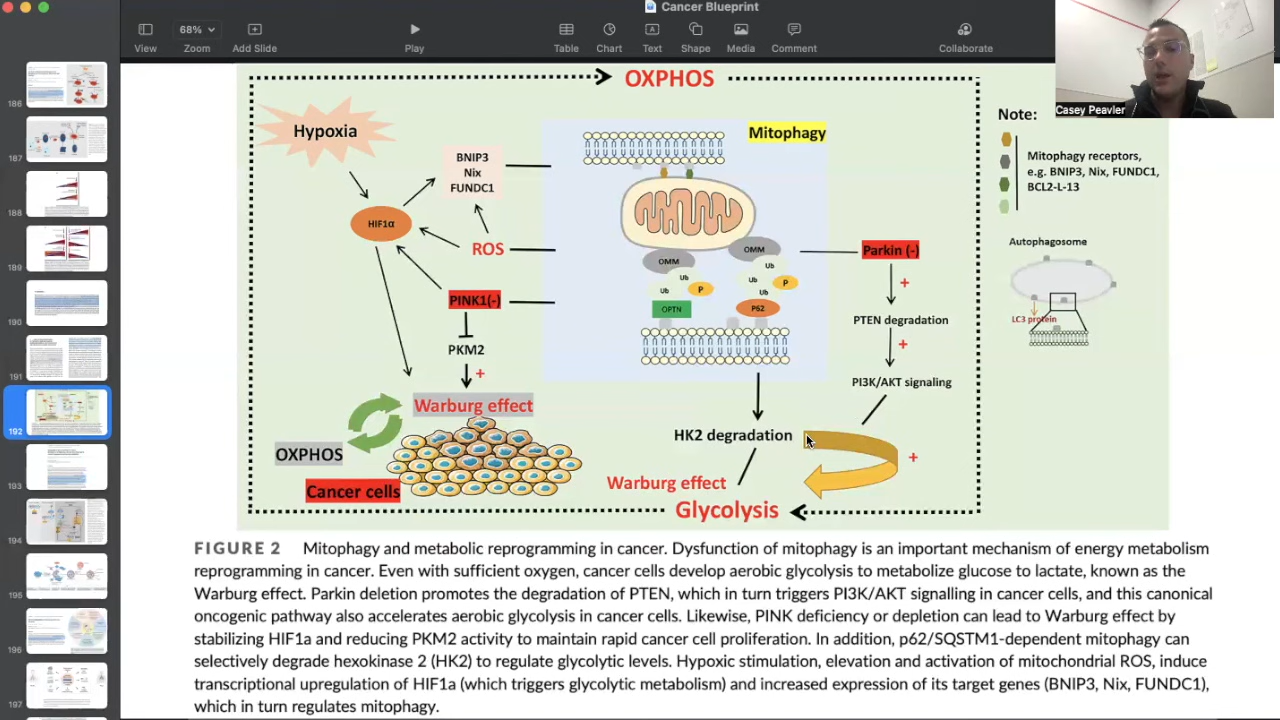 Cancer Blueprint
68%
View
Zoom
Add Slide
Play
Table
Chart
Text
Shape
Media
Comment
Collaborate
Casey Peavler
186
187
188
189
190
191
192
193
194
195
196
197
OXPHOS
Hypoxia
Mitophagy
Note:
BNIP3
Nix
FUNDC1
Mitophagy receptors,
e.g. BNIP3, Nix, FUNDC1,
BCL2-L-13
HIF1α
ROS
OMM
OMM
Parkin (-)
Autophagosome
Ub
Ub
Ub
Ub
Ub
P
P
PINK1(-)
OPTN
P62
+
PTEN degradation
LC3 protein
PKM2
+
+
PI3K/AKT signaling
Warburg effect
HK2 degradation
OXPHOS
+
Cancer cells
Warburg effect
Glycolysis
FIGURE 2 Mitophagy and metabolic reprogramming in cancer. Dysfunction of mitophagy is an important mechanism of energy metabolism
reprogramming in cancer. Even with sufficient oxygen, cancer cells develop aerobic glycolysis to metabolize glucose to lactate, known as the
Warburg effect. Parkin deletion promotes the degradation of PTEN, which in turn triggers PI3K/AKT signalling in cancer cells, and this canonical
oncogenic pathway also accelerates aerobic glycolysis in cancer cells. Likewise, PINK deficiency or depletion can lead to Warburg effect by
stabilizing HIF1a and reducing PKM2 activity to maintain rapid cancer cell proliferation. In addition, p62/SQSTM1-dependent mitophagy can
selectively degrade hexokinase 2 (HK2) to regulate glycolytic levels. Hypoxic stimulation, elevation and activation of mitochondrial ROS, induce
transcriptional upregulation of HIF1a (which triggers glycolytic metabolism) and increased expression of its target genes (BNIP3, Nix, FUNDC1),
which in turn regulates mitophagy.